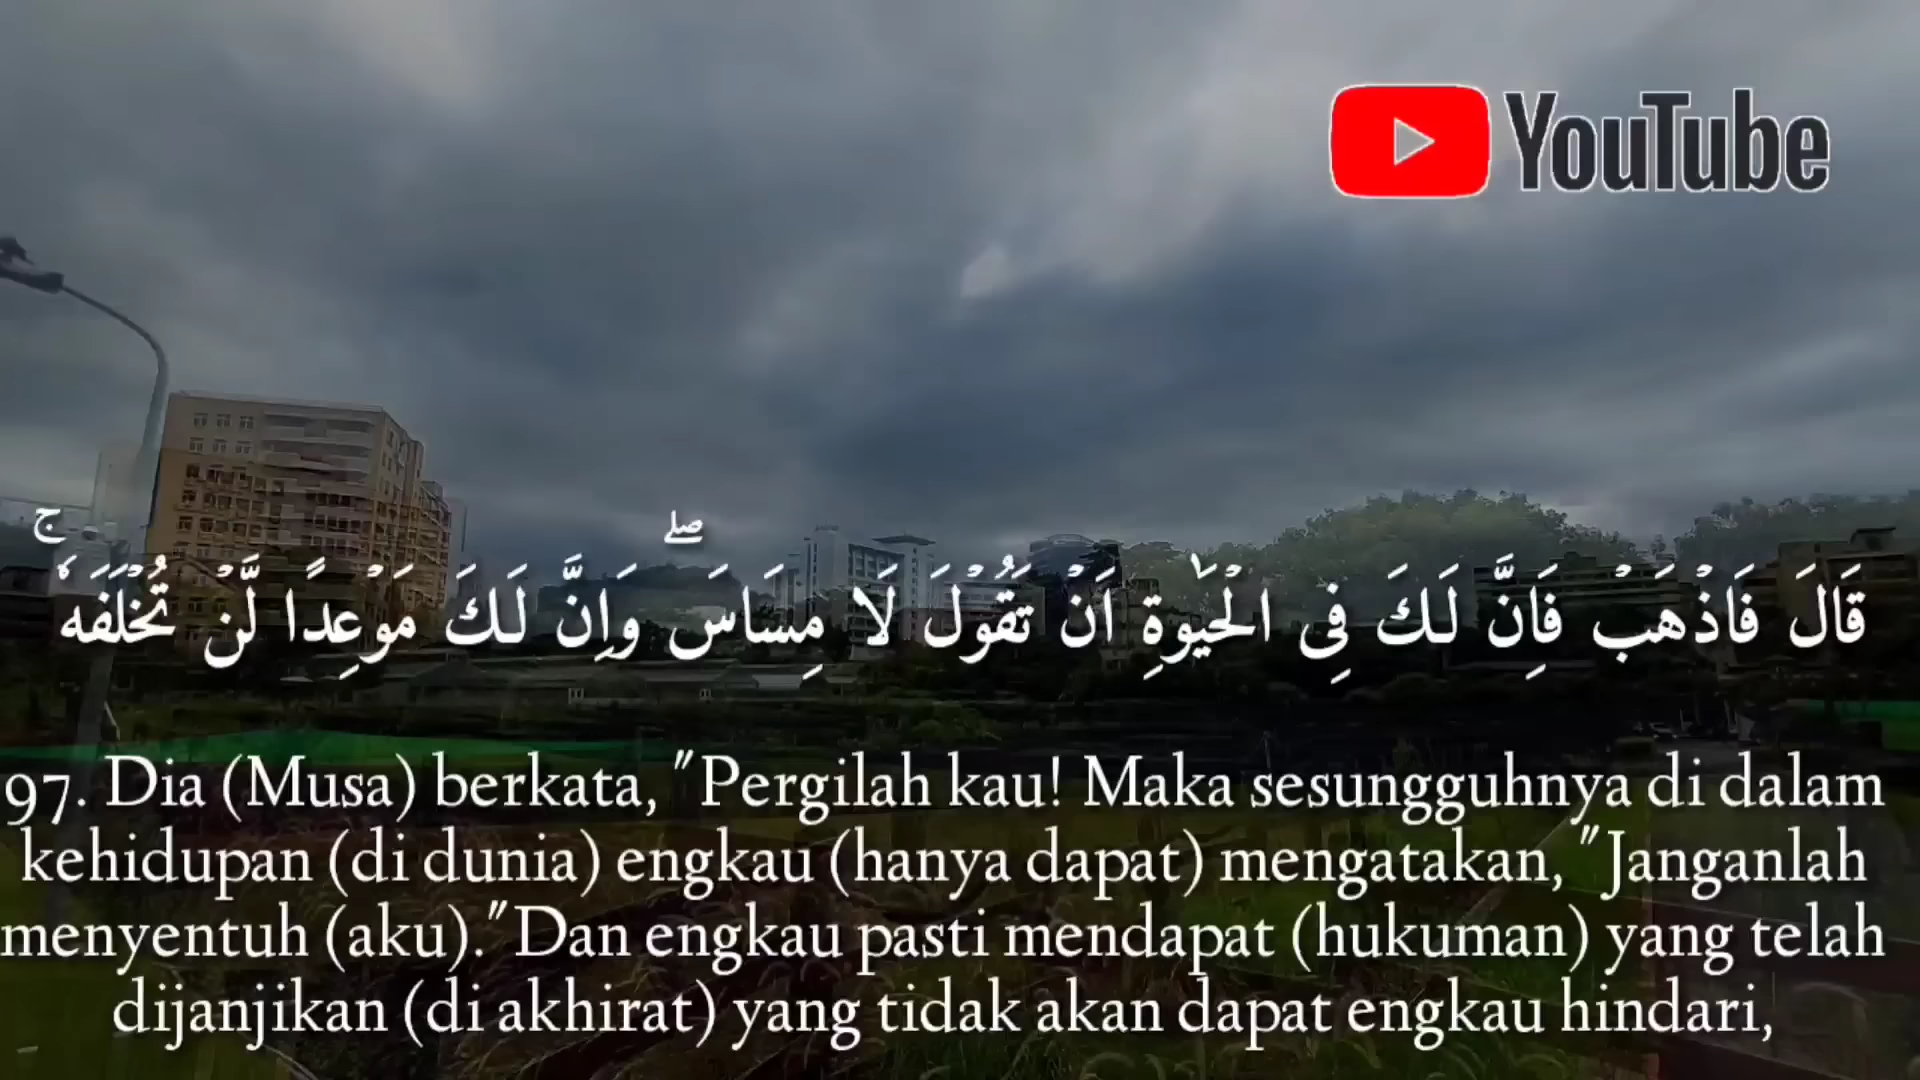 YouTube
قَالَ فَاذْهَبْ فَاِنَّ لَكَ فِى الْحَيٰوةِ اَنْ تَقُوْلَ لَا مِسَاسَۖ وَاِنَّ لَكَ مَوْعِدًا لَّنْ تُخْلَفَهٗۚ
97. Dia (Musa) berkata, "Pergilah kau! Maka sesungguhnya di dalam
kehidupan (di dunia) engkau (hanya dapat) mengatakan, "Janganlah
menyentuh (aku)."Dan engkau pasti mendapat (hukuman) yang telah
dijanjikan (di akhirat) yang tidak akan dapat engkau hindari,